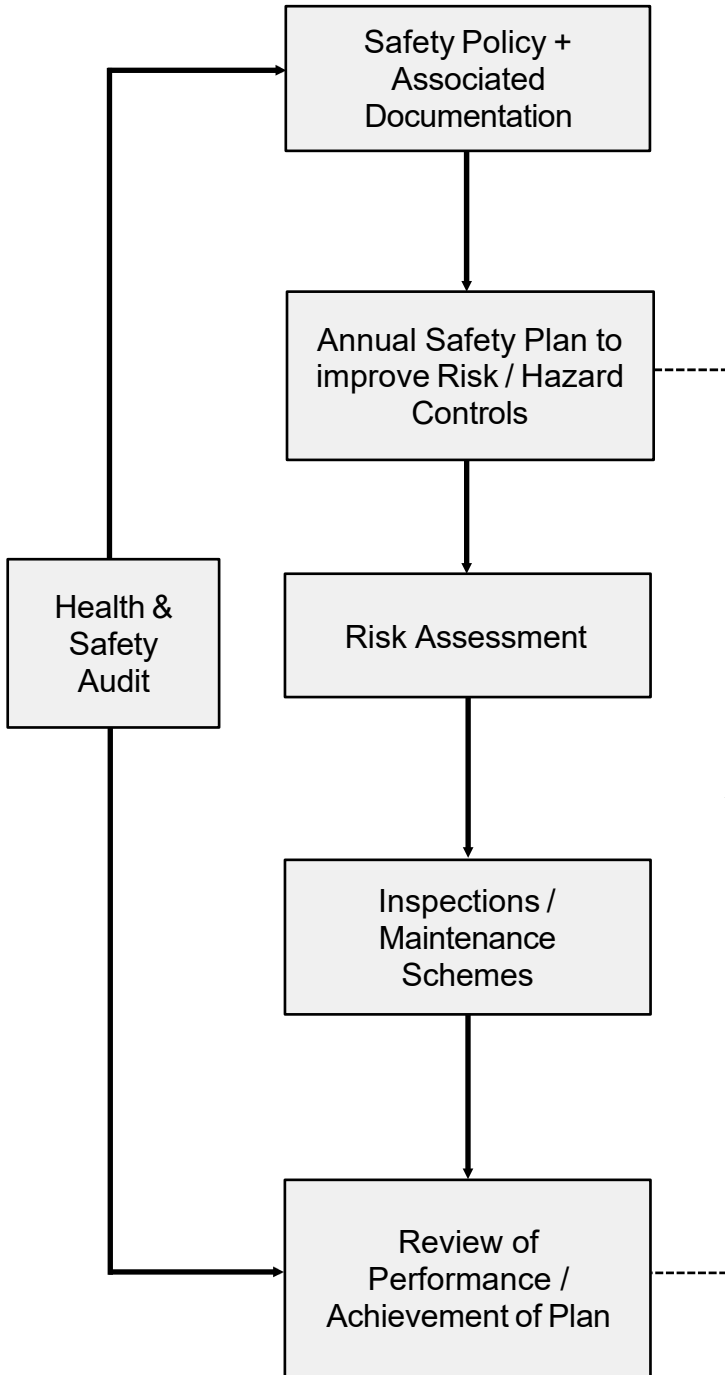 Safety Policy +
Associated
Documentation
Annual Safety Plan to
improve Risk / Hazard
Controls
Health &
Safety
Audit
Risk Assessment
Inspections /
Maintenance
Schemes
Review of
Performance /
Achievement of Plan